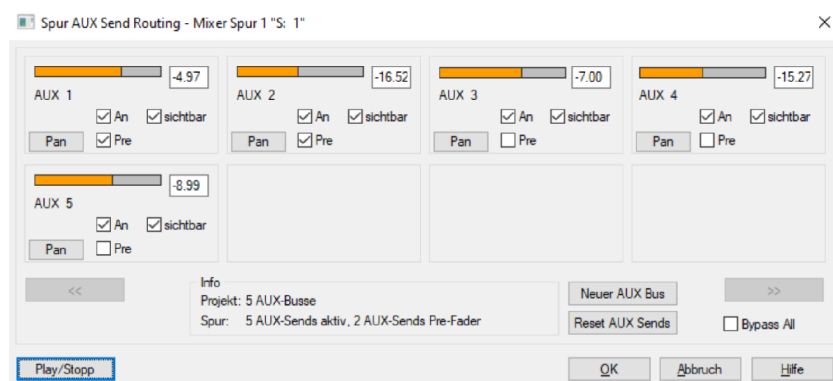 Spur AUX Send Routing - Mixer Spur 1 "S: 1"
-4.97
AUX 1
An
sichtbar
Pan
Pre
-16.52
AUX 2
An
sichtbar
Pan
Pre
-7.00
AUX 3
An
sichtbar
Pan
Pre
-15.27
AUX 4
An
sichtbar
Pan
Pre
-8.99
AUX 5
An
sichtbar
Pan
Pre
<<
Info
Projekt: 5 AUX-Busse
Spur: 5 AUX-Sends aktiv, 2 AUX-Sends Pre-Fader
Neuer AUX Bus
Reset AUX Sends
>>
Bypass All
Play/Stopp
OK
Abbruch
Hilfe